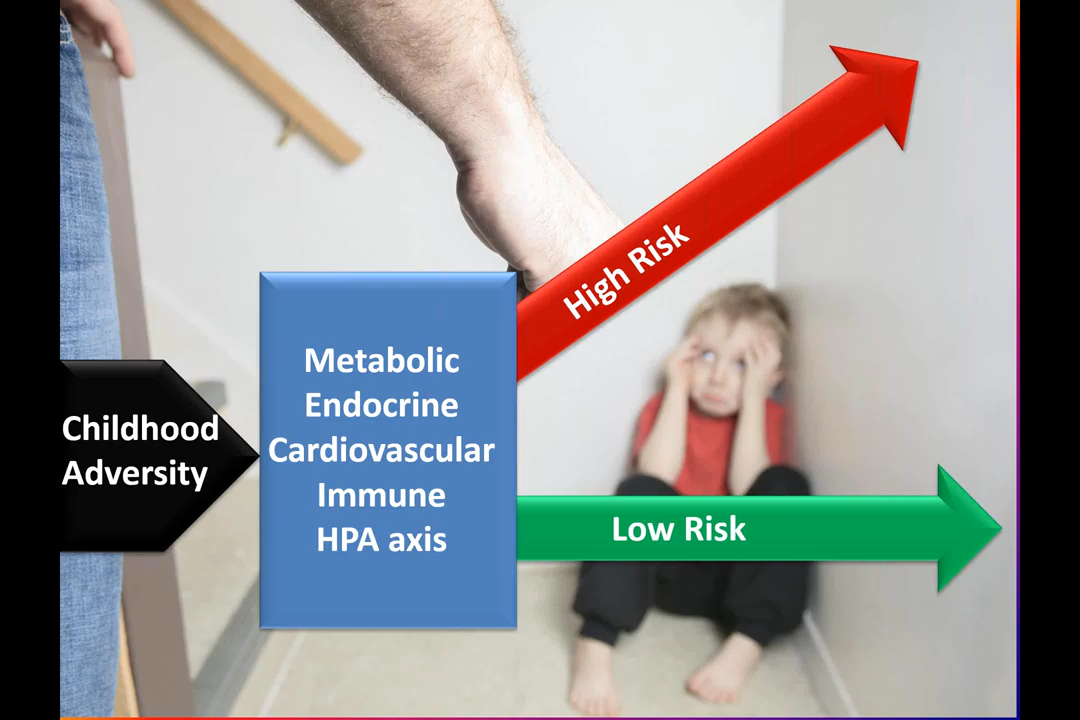 Childhood
Adversity
Metabolic
Endocrine
Cardiovascular
Immune
HPA axis
High Risk
Low Risk